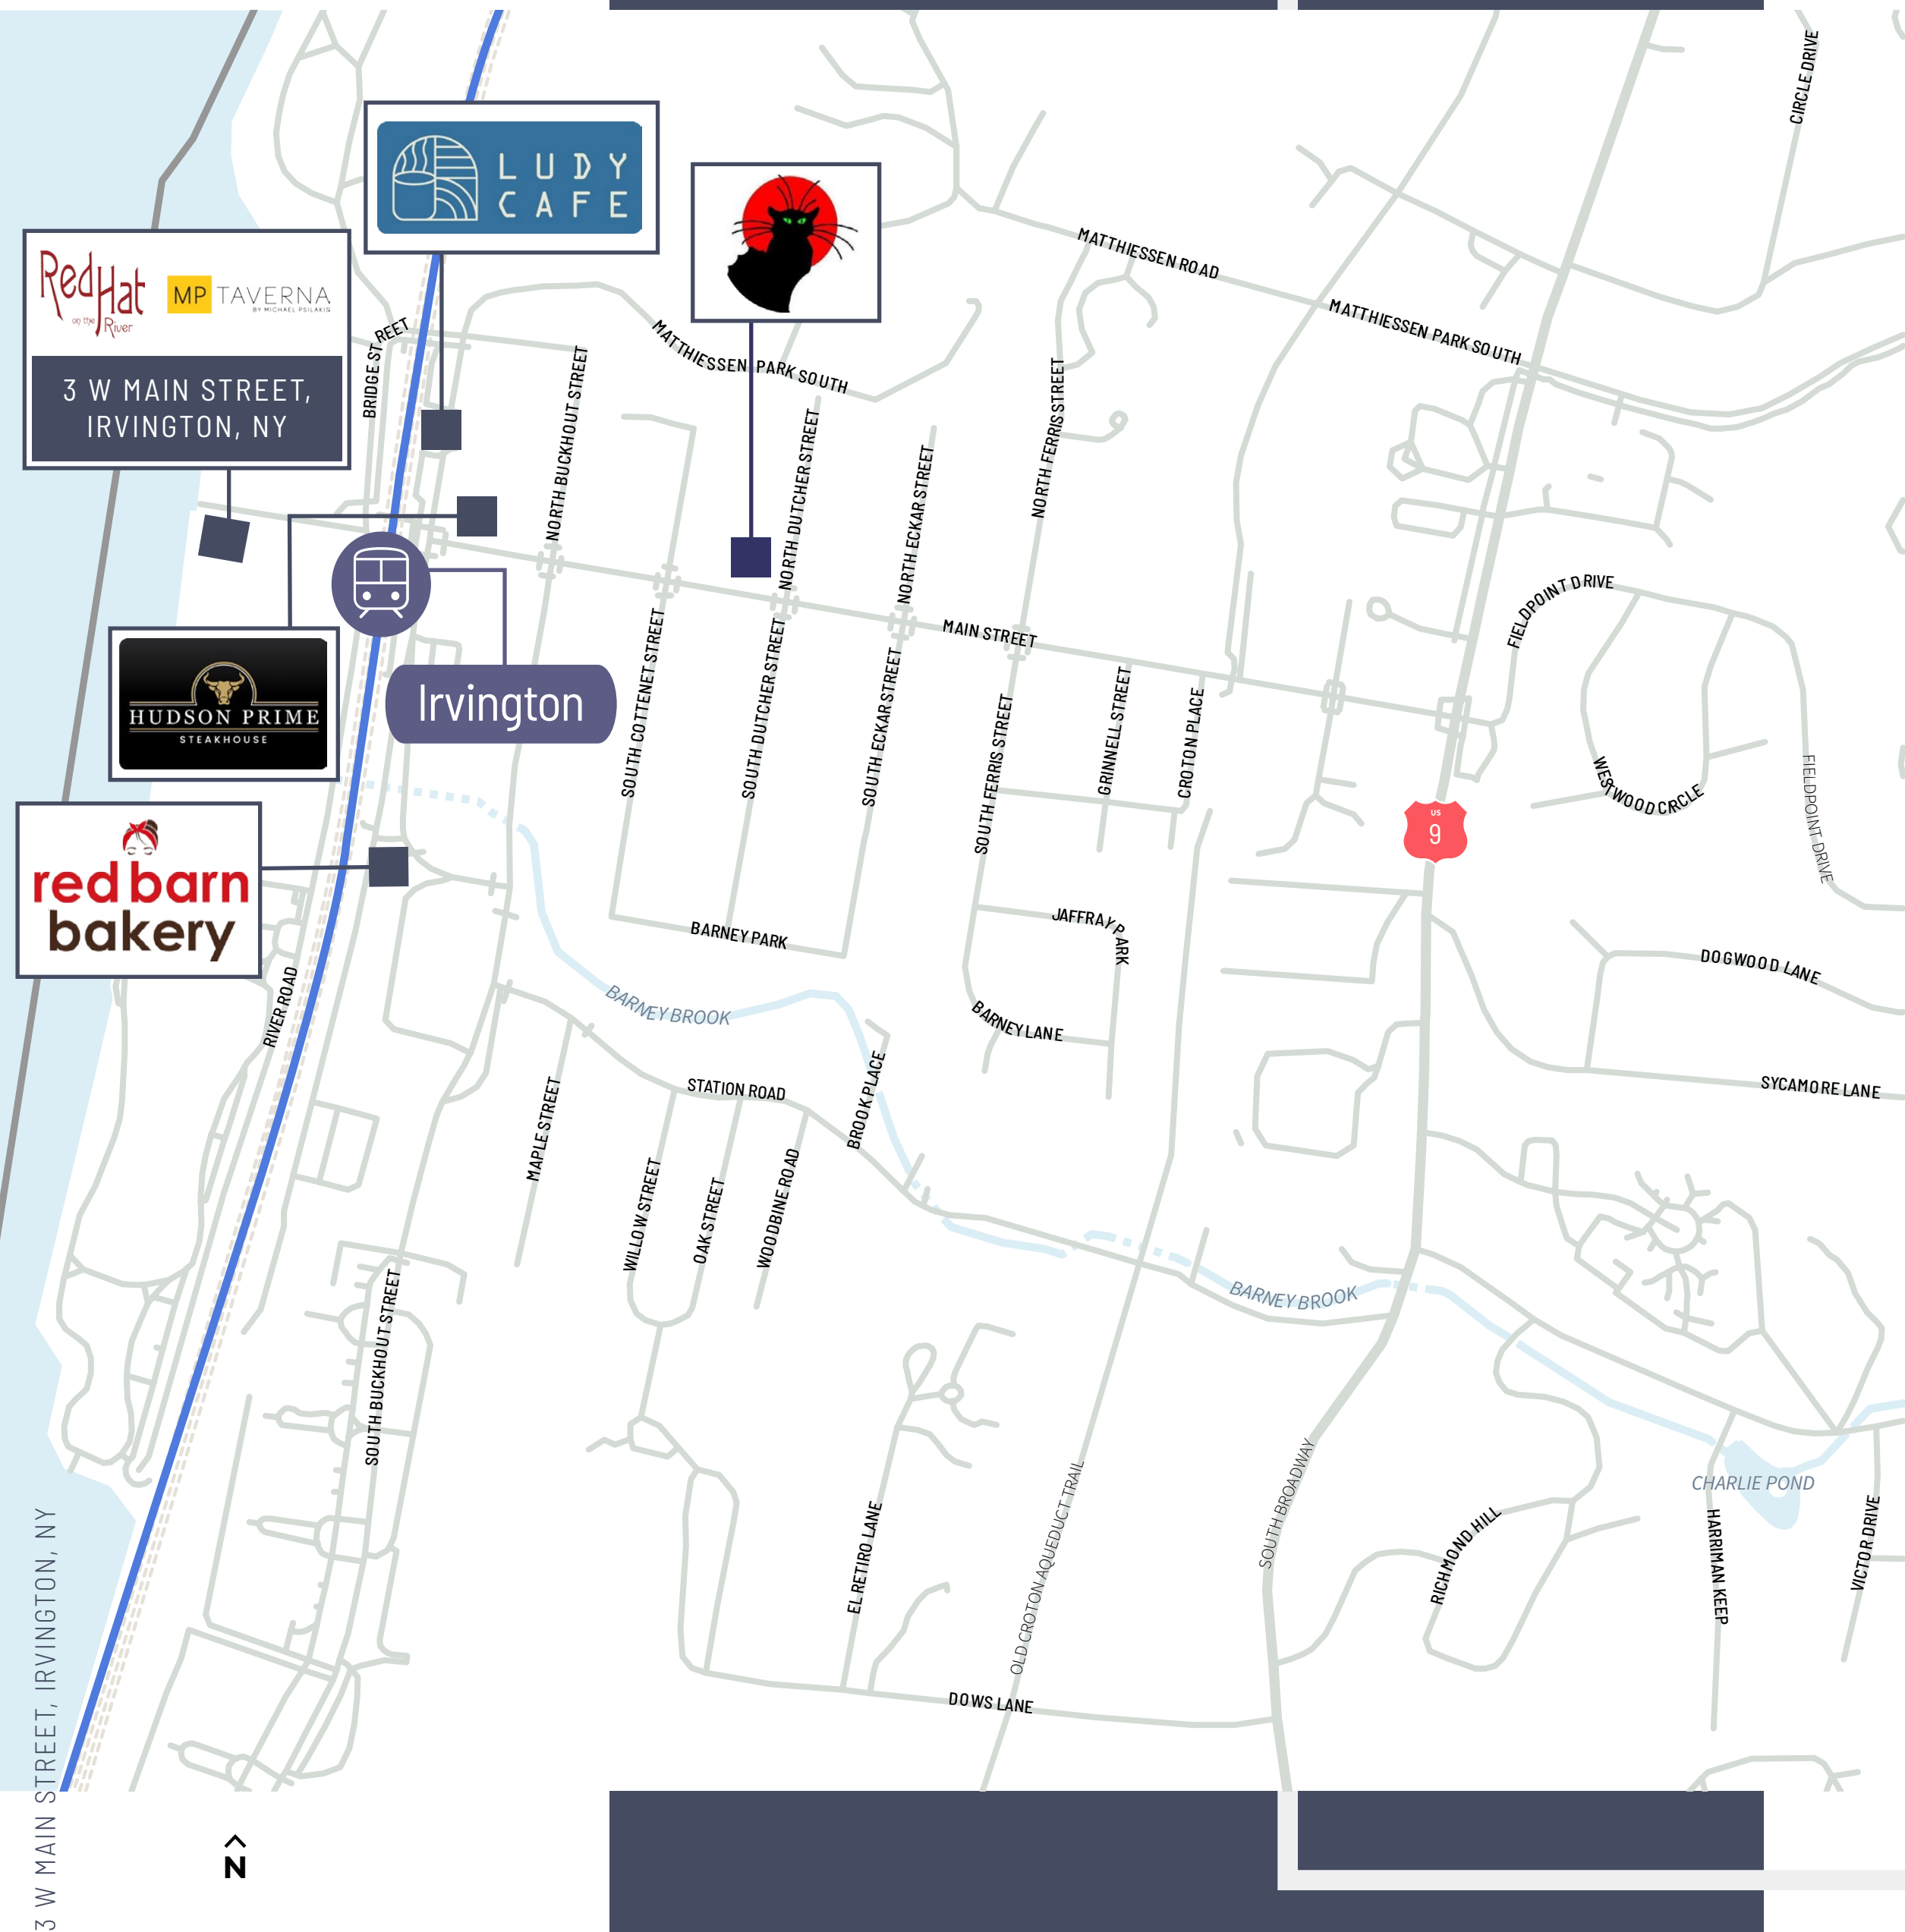 CIRCLE DRIVE
LUDY
CAFE
Red Hat
on the River
MP TAVERNA
BY MICHAEL PSILAKIS
3 W MAIN STREET,
IRVINGTON, NY
MATTHIESSEN ROAD
MATTHIESSEN PARK SOUTH
MATTHIESSEN PARK SOUTH
BRIDGE STREET
NORTH BUCKHOUT STREET
NORTH DUTCHER STREET
NORTH ECKAR STREET
NORTH FERRIS STREET
FIELDPOINT DRIVE
MAIN STREET
HUDSON PRIME
STEAKHOUSE
Irvington
SOUTH COTTENET STREET
SOUTH DUTCHER STREET
SOUTH ECKAR STREET
SOUTH FERRIS STREET
GRINNELL STREET
CROTON PLACE
WESTWOOD CIRCLE
FIELDPOINT DRIVE
US
9
red barn
bakery
BARNEY PARK
JAFFRAY PARK
DOGWOOD LANE
RIVER ROAD
BARNEY BROOK
BARNEY LANE
STATION ROAD
BROOK PLACE
SYCAMORE LANE
MAPLE STREET
WILLOW STREET
OAK STREET
WOODBINE ROAD
BARNEY BROOK
SOUTH BUCKHOUT STREET
EL RETIRO LANE
OLD CROTON AQUEDUCT TRAIL
SOUTH BROADWAY
RICHMOND HILL
CHARLIE POND
HARRIMAN KEEP
VICTOR DRIVE
DOWS LANE
3 W MAIN STREET, IRVINGTON, NY
N